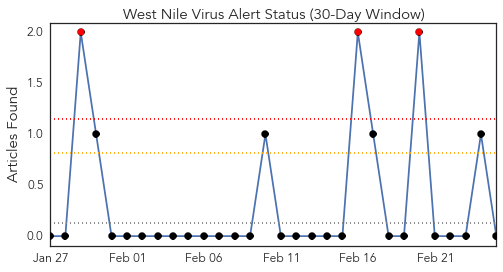 West Nile Virus Alert Status (30-Day Window)
Articles Found
2.0
1.5
1.0
0.5
0.0
Jan 27 Feb 01 Feb 06 Feb 11 Feb 16 Feb 21